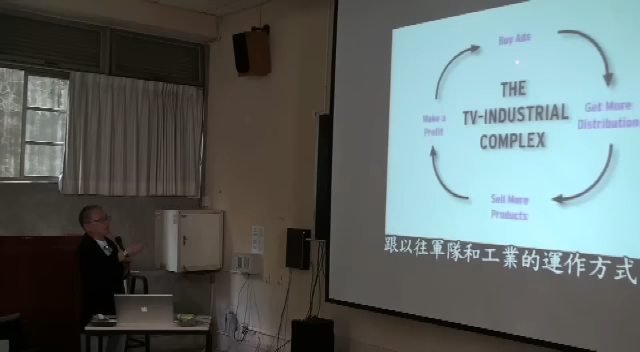 Buy Ads
THE
TV-INDUSTRIAL
COMPLEX
Get More
Distribution
Make a
Profit
Sell More
Products
跟以往軍隊和工業的運作方式